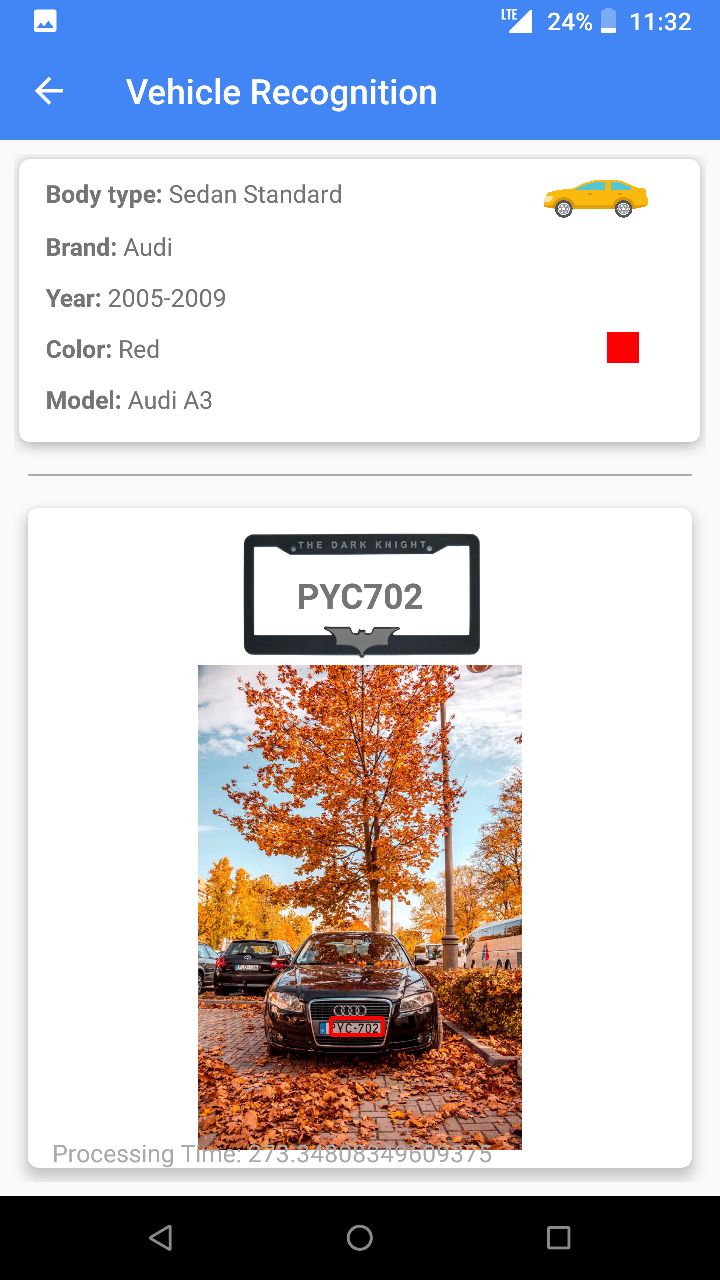 LTE 24% 11:32
Vehicle Recognition
Body type: Sedan Standard
Brand: Audi
Year: 2005-2009
Color: Red
Model: Audi A3
THE DARK KNIGHT
PYC702
PYC-702
Processing Time: 273.34808349609375